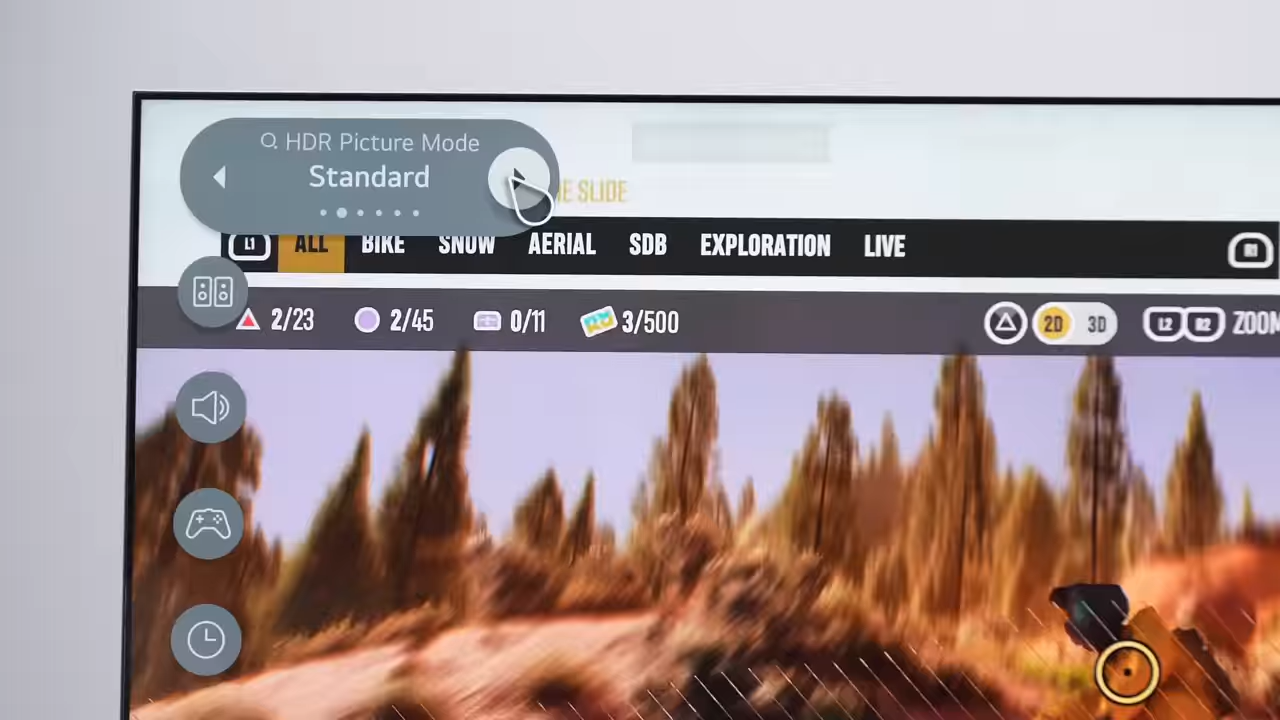 HDR Picture Mode
Standard
SLIDE
L1 ALL BIKE SNOW AERIAL SDB EXPLORATION LIVE R1
2/23 2/45 0/11 3/500 2D 3D L2 R2 ZOOM